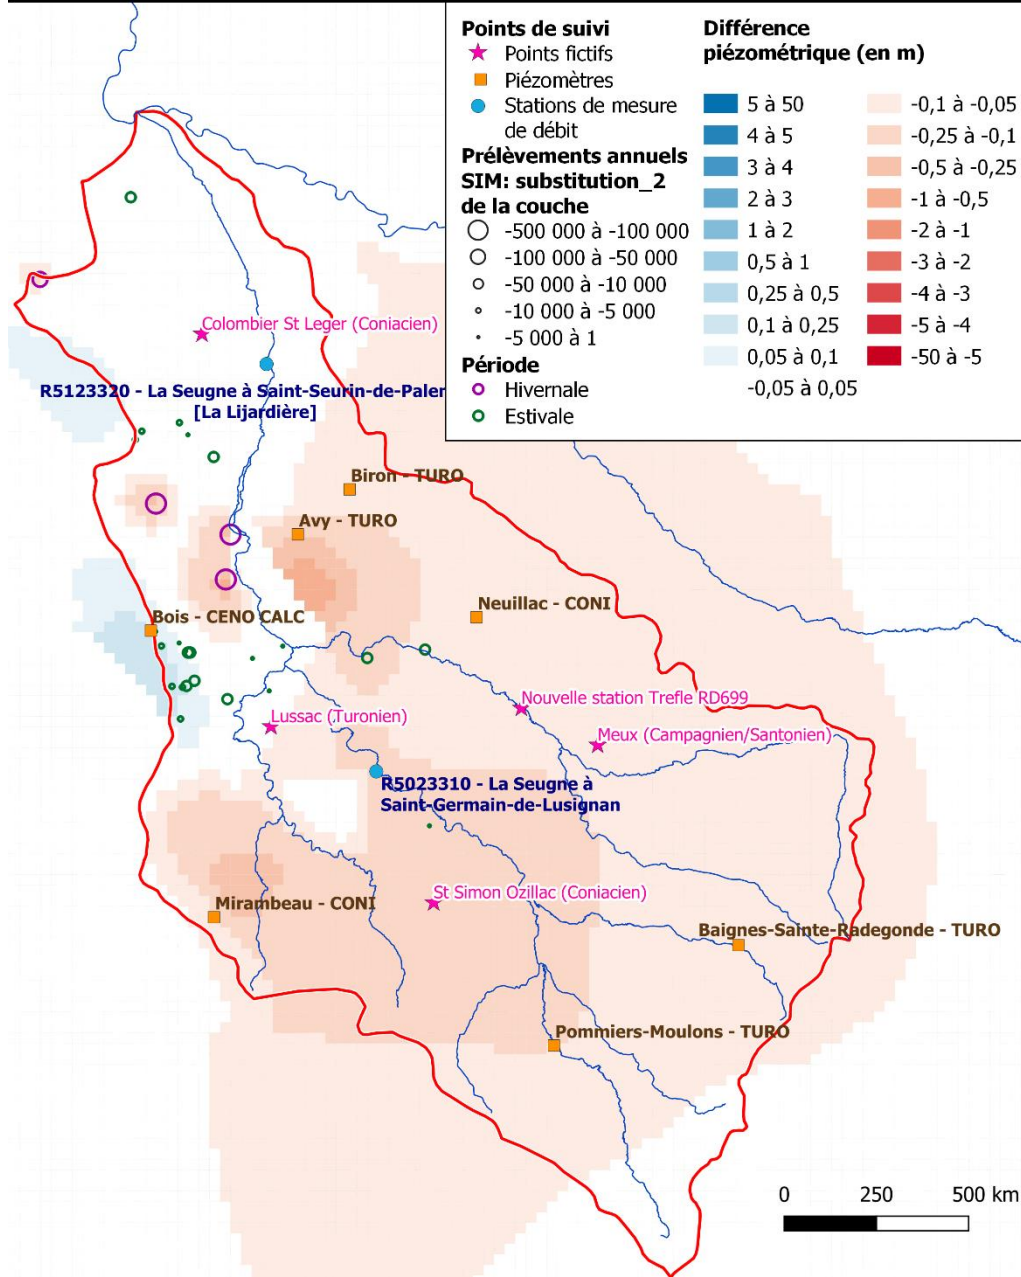 Points de suivi
Points fictifs
Piézomètres
Stations de mesure
de débit
Prélèvements annuels
SIM: substitution_2
de la couche
-500 000 à -100 000
-100 000 à -50 000
-50 000 à -10 000
-10 000 à -5 000
-5 000 à 1
Période
Hivernale
Estivale
Différence
piézométrique (en m)
5 à 50
4 à 5
3 à 4
2 à 3
1 à 2
0,5 à 1
0,25 à 0,5
0,1 à 0,25
0,05 à 0,1
-0,05 à 0,05
-0,1 à -0,05
-0,25 à -0,1
-0,5 à -0,25
-1 à -0,5
-2 à -1
-3 à -2
-4 à -3
-5 à -4
-50 à -5
Colombier St Leger (Coniacien)
R5123320 - La Seugne à Saint-Seurin-de-Paler
[La Lijardière]
Biron - TURO
Avy - TURO
Neuillac - CONI
Bois - CENO CALC
Nouvelle station Trefle RD699
Lussac (Turonien)
Meux (Campagnien/Santonien)
R5023310 - La Seugne à
Saint-Germain-de-Lusignan
St Simon Ozillac (Coniacien)
Mirambeau - CONI
Baignes-Sainte-Radegonde - TURO
Pommiers-Moulons - TURO
0 250 500 km